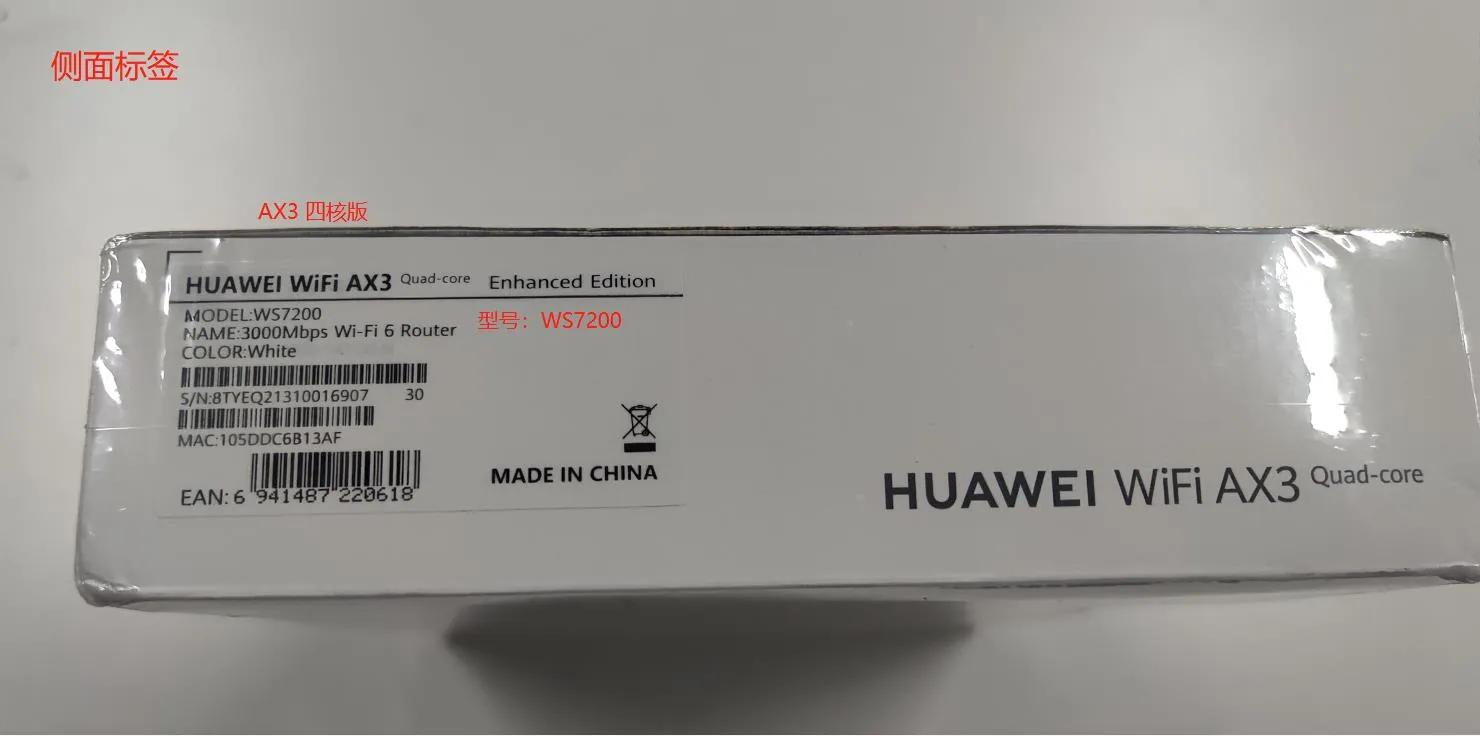 侧面标签
AX3 四核版
HUAWEI WiFi AX3 Quad-core Enhanced Edition
MODEL:WS7200
型号：WS7200
NAME:3000Mbps Wi-Fi 6 Router
COLOR:White
S/N:8TYEQ21310016907 30
MAC:105DDC6B13AF
EAN: 6 941487 220618
MADE IN CHINA
HUAWEI WiFi AX3 Quad-core